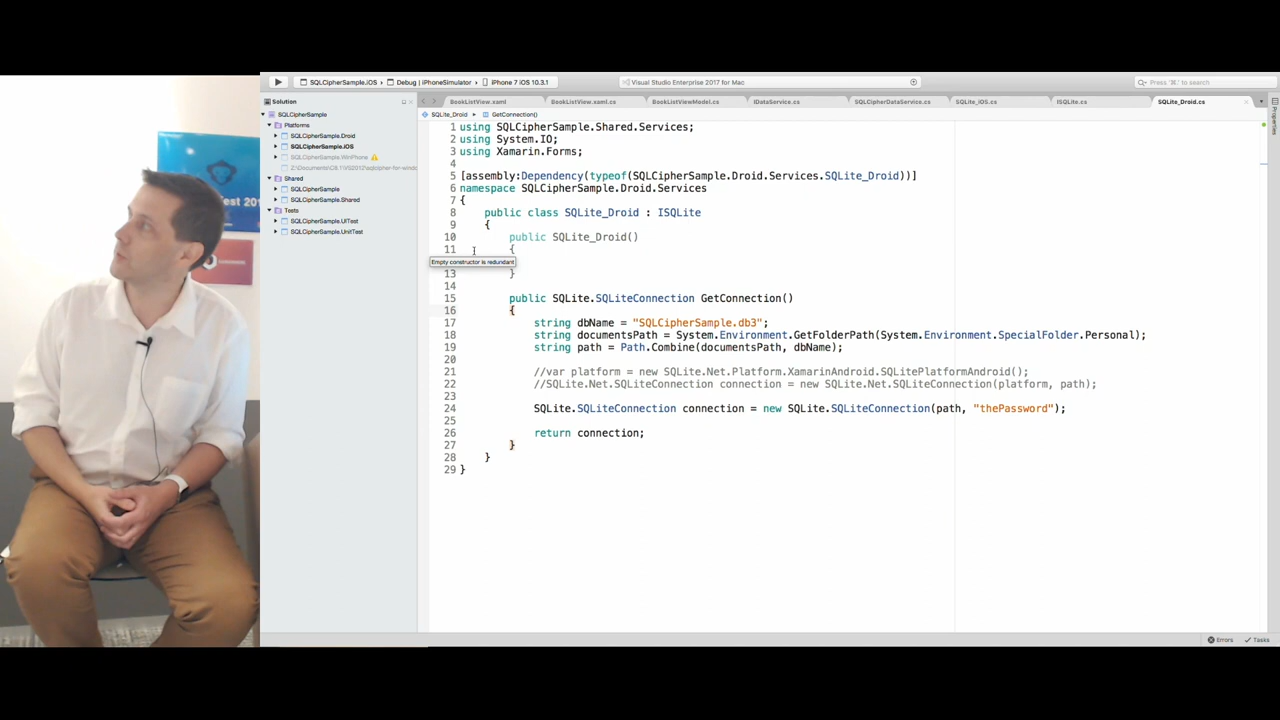 SQLCipherSample.iOS
Debug | iPhoneSimulator
iPhone 7 iOS 10.3.1
Visual Studio Enterprise 2017 for Mac
Press '⌘.' to search
Solution
BookListView.xaml
BookListView.xaml.cs
BookListViewModel.cs
IDataService.cs
SQLCipherDataService.cs
SQLite_iOS.cs
ISQLite.cs
SQLite_Droid.cs
SQLite_Droid
GetConnection()
SQLCipherSample
Platforms
SQLCipherSample.Droid
SQLCipherSample.iOS
SQLCipherSample.WinPhone
Shared
SQLCipherSample
SQLCipherSample.Shared
Tests
SQLCipherSample.UITest
SQLCipherSample.UnitTest
Properties
1 using SQLCipherSample.Shared.Services;
2 using System.IO;
3 using Xamarin.Forms;
4
5 [assembly:Dependency(typeof(SQLCipherSample.Droid.Services.SQLite_Droid))]
6 namespace SQLCipherSample.Droid.Services
7 {
8 public class SQLite_Droid : ISQLite
9 {
10 public SQLite_Droid()
11 {
Empty constructor is redundant
13 }
14
15 public SQLite.SQLiteConnection GetConnection()
16 {
17 string dbName = "SQLCipherSample.db3";
18 string documentsPath = System.Environment.GetFolderPath(System.Environment.SpecialFolder.Personal);
19 string path = Path.Combine(documentsPath, dbName);
20
21 //var platform = new SQLite.Net.Platform.XamarinAndroid.SQLitePlatformAndroid();
22 //SQLite.Net.SQLiteConnection connection = new SQLite.Net.SQLiteConnection(platform, path);
23
24 SQLite.SQLiteConnection connection = new SQLite.SQLiteConnection(path, "thePassword");
25
26 return connection;
27 }
28 }
29 }
Errors
Tasks